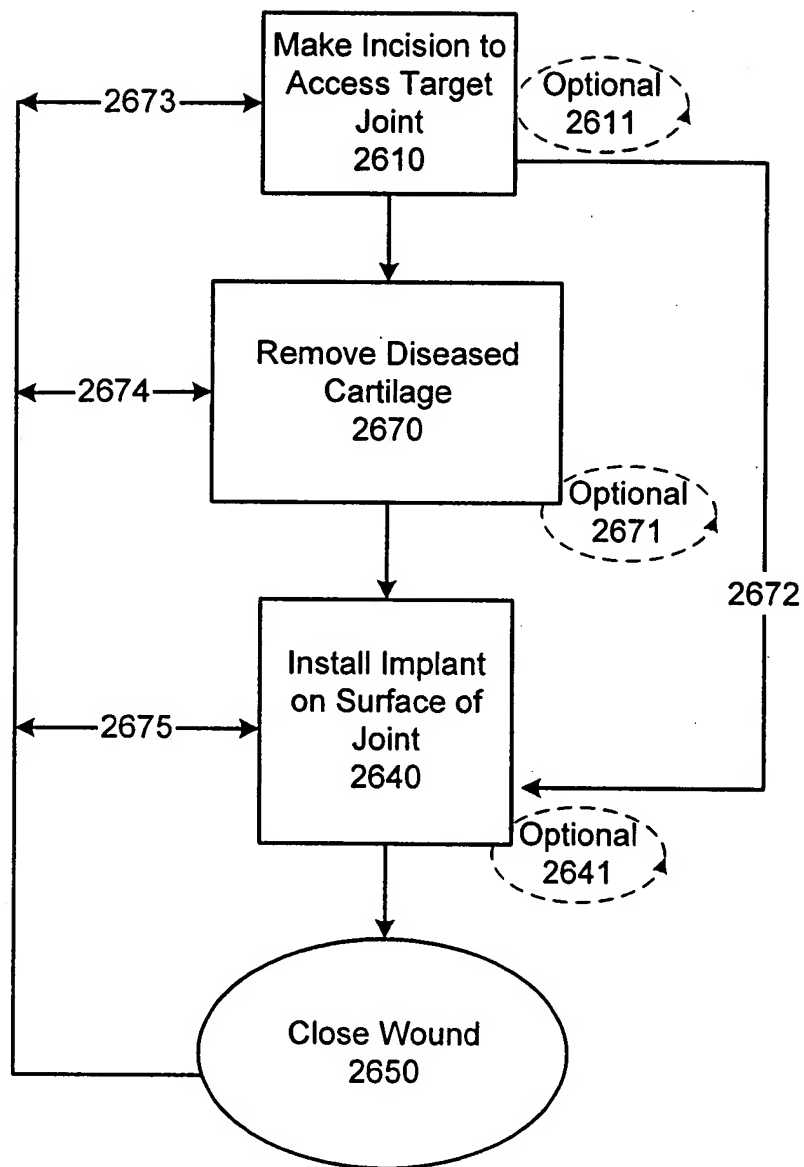 Make Incision to
Access Target
Joint
2610
Optional
2611
2673
Remove Diseased
Cartilage
2670
2674
Optional
2671
2672
Install Implant
on Surface of
Joint
2640
2675
Optional
2641
Close Wound
2650